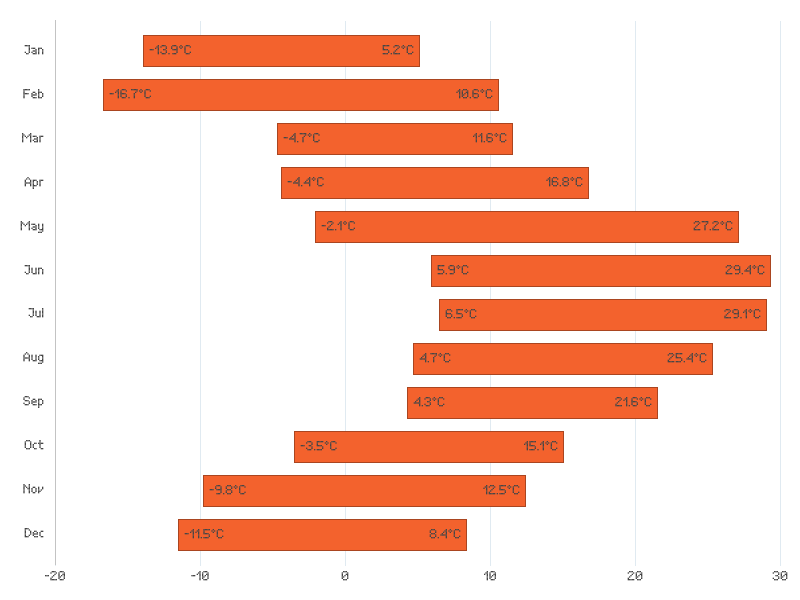 Jan -13.9°C 5.2°C
Feb -16.7°C 10.6°C
Mar -4.7°C 11.6°C
Apr -4.4°C 16.8°C
May -2.1°C 27.2°C
Jun 5.9°C 29.4°C
Jul 6.5°C 29.1°C
Aug 4.7°C 25.4°C
Sep 4.3°C 21.6°C
Oct -3.5°C 15.1°C
Nov -9.8°C 12.5°C
Dec -11.5°C 8.4°C
-20 -10 0 10 20 30